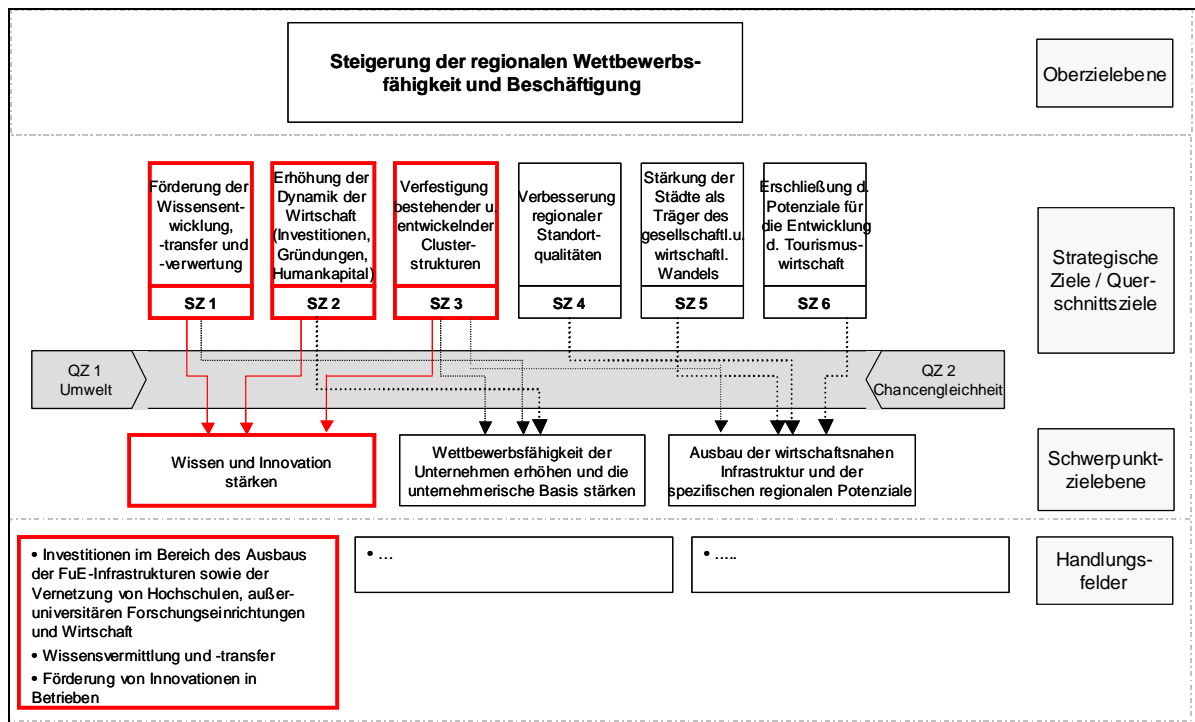 Steigerung der regionalen Wettbewerbs-
fähigkeit und Beschäftigung
Oberzielebene
Förderung der
Wissensent-
wicklung,
-transfer und
-verwertung
SZ 1
Erhöhung der
Dynamik der
Wirtschaft
(Investitionen,
Gründungen,
Humankapital)
SZ 2
Verfestigung
bestehender u.
entwickelnder
Cluster-
strukturen
SZ 3
Verbesserung
regionaler
Standort-
qualitäten
SZ 4
Stärkung der
Städte als
Träger des
gesellschaftl.u.
wirtschaftl.
Wandels
SZ 5
Erschließung d.
Potenziale für
die Entwicklung
d. Tourismus-
wirtschaft
SZ 6
Strategische
Ziele / Quer-
schnittsziele
QZ 1
Umwelt
QZ 2
Chancengleichheit
Wissen und Innovation
stärken
Wettbewerbsfähigkeit der
Unternehmen erhöhen und die
unternehmerische Basis stärken
Ausbau der wirtschaftsnahen
Infrastruktur und der
spezifischen regionalen Potenziale
Schwerpunkt-
zielebene
• Investitionen im Bereich des Ausbaus
der FuE-Infrastrukturen sowie der
Vernetzung von Hochschulen, außer-
universitären Forschungseinrichtungen
und Wirtschaft
• Wissensvermittlung und -transfer
• Förderung von Innovationen in
Betrieben
• ...
• .....
Handlungs-
felder